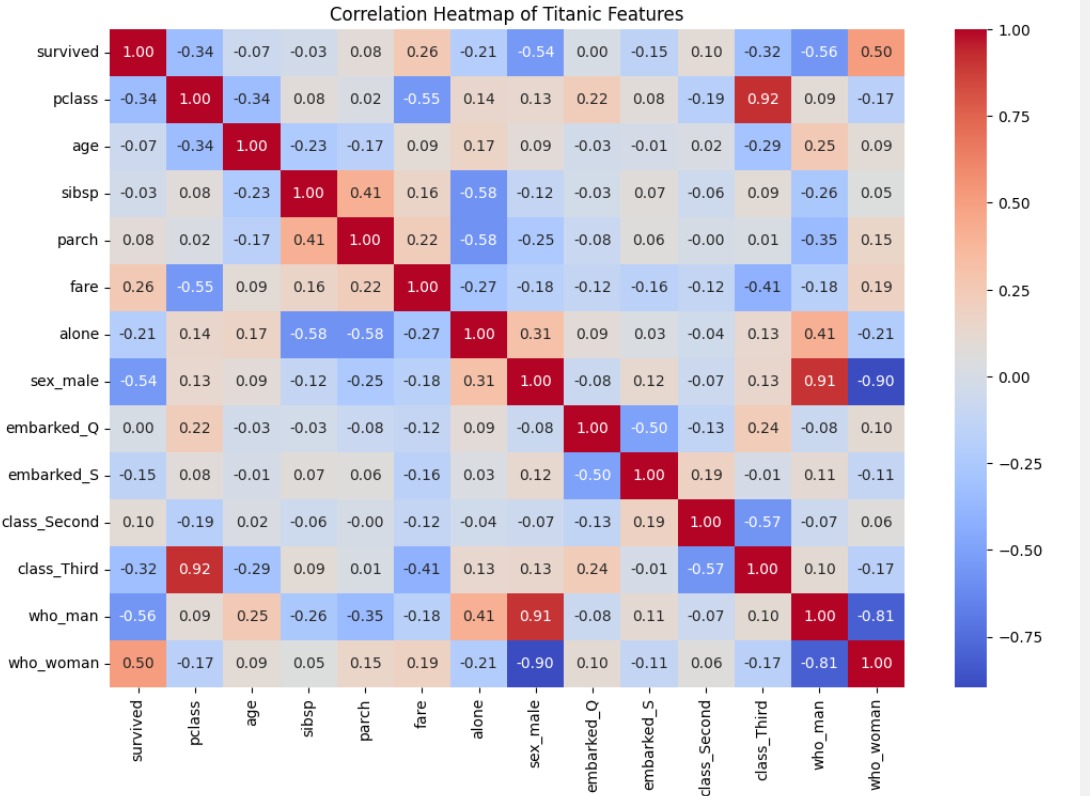 Correlation Heatmap of Titanic Features
survived 1.00 -0.34 -0.07 -0.03 0.08 0.26 -0.21 -0.54 0.00 -0.15 0.10 -0.32 -0.56 0.50
pclass -0.34 1.00 -0.34 0.08 0.02 -0.55 0.14 0.13 0.22 0.08 -0.19 0.92 0.09 -0.17
age -0.07 -0.34 1.00 -0.23 -0.17 0.09 0.17 0.09 -0.03 -0.01 0.02 -0.29 0.25 0.09
sibsp -0.03 0.08 -0.23 1.00 0.41 0.16 -0.58 -0.12 -0.03 0.07 -0.06 0.09 -0.26 0.05
parch 0.08 0.02 -0.17 0.41 1.00 0.22 -0.58 -0.25 -0.08 0.06 -0.00 0.01 -0.35 0.15
fare 0.26 -0.55 0.09 0.16 0.22 1.00 -0.27 -0.18 -0.12 -0.16 -0.12 -0.41 -0.18 0.19
alone -0.21 0.14 0.17 -0.58 -0.58 -0.27 1.00 0.31 0.09 0.03 -0.04 0.13 0.41 -0.21
sex_male -0.54 0.13 0.09 -0.12 -0.25 -0.18 0.31 1.00 -0.08 0.12 -0.07 0.13 0.91 -0.90
embarked_Q 0.00 0.22 -0.03 -0.03 -0.08 -0.12 0.09 -0.08 1.00 -0.50 -0.13 0.24 -0.08 0.10
embarked_S -0.15 0.08 -0.01 0.07 0.06 -0.16 0.03 0.12 -0.50 1.00 0.19 -0.01 0.11 -0.11
class_Second 0.10 -0.19 0.02 -0.06 -0.00 -0.12 -0.04 -0.07 -0.13 0.19 1.00 -0.57 -0.07 0.06
class_Third -0.32 0.92 -0.29 0.09 0.01 -0.41 0.13 0.13 0.24 -0.01 -0.57 1.00 0.10 -0.17
who_man -0.56 0.09 0.25 -0.26 -0.35 -0.18 0.41 0.91 -0.08 0.11 -0.07 0.10 1.00 -0.81
who_woman 0.50 -0.17 0.09 0.05 0.15 0.19 -0.21 -0.90 0.10 -0.11 0.06 -0.17 -0.81 1.00
survived
pclass
age
sibsp
parch
fare
alone
sex_male
embarked_Q
embarked_S
class_Second
class_Third
who_man
who_woman
1.00
0.75
0.50
0.25
0.00
−0.25
−0.50
−0.75